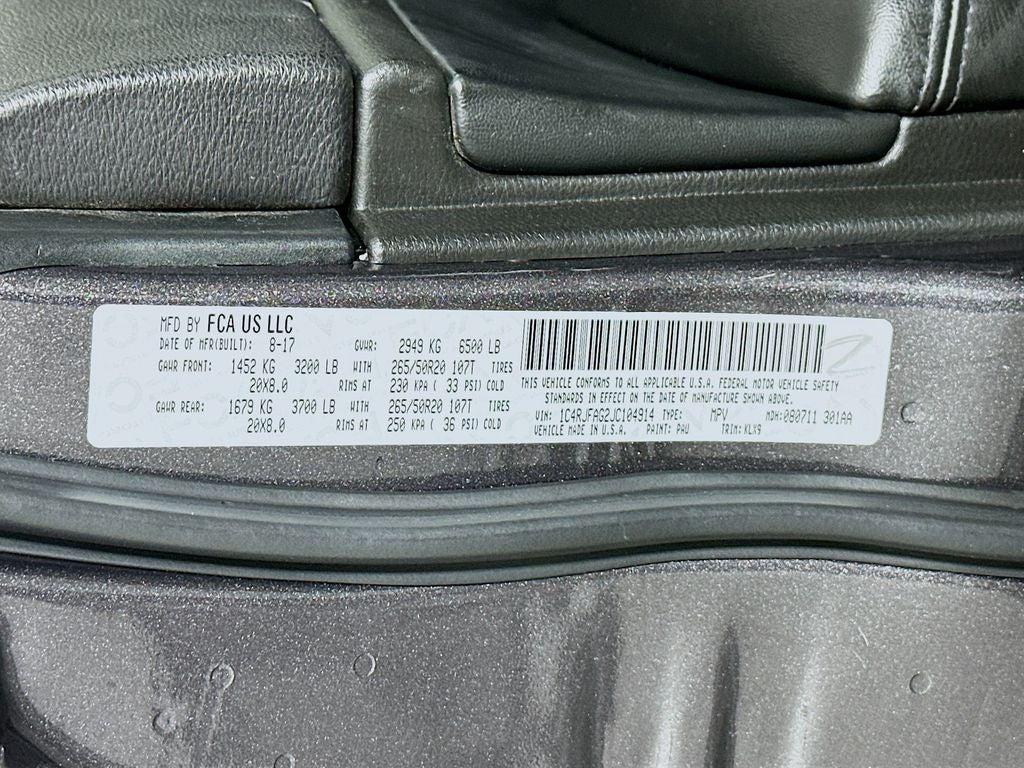 MFD BY FCA US LLC
DATE OF MFR(BUILT): 8-17 GVWR: 2949 KG 6500 LB
GAWR FRONT: 1452 KG 3200 LB WITH 265/50R20 107T TIRES
20X8.0 RIMS AT 230 KPA ( 33 PSI) COLD
GAWR REAR: 1679 KG 3700 LB WITH 265/50R20 107T TIRES
20X8.0 RIMS AT 250 KPA ( 36 PSI) COLD
THIS VEHICLE CONFORMS TO ALL APPLICABLE U.S.A. FEDERAL MOTOR VEHICLE SAFETY
STANDARDS IN EFFECT ON THE DATE OF MANUFACTURE SHOWN ABOVE.
VIN: 1C4RJFAG2JC104914 TYPE: MPV MDH:080711 301AA
VEHICLE MADE IN U.S.A. PAINT: PAU TRIM: KLX9